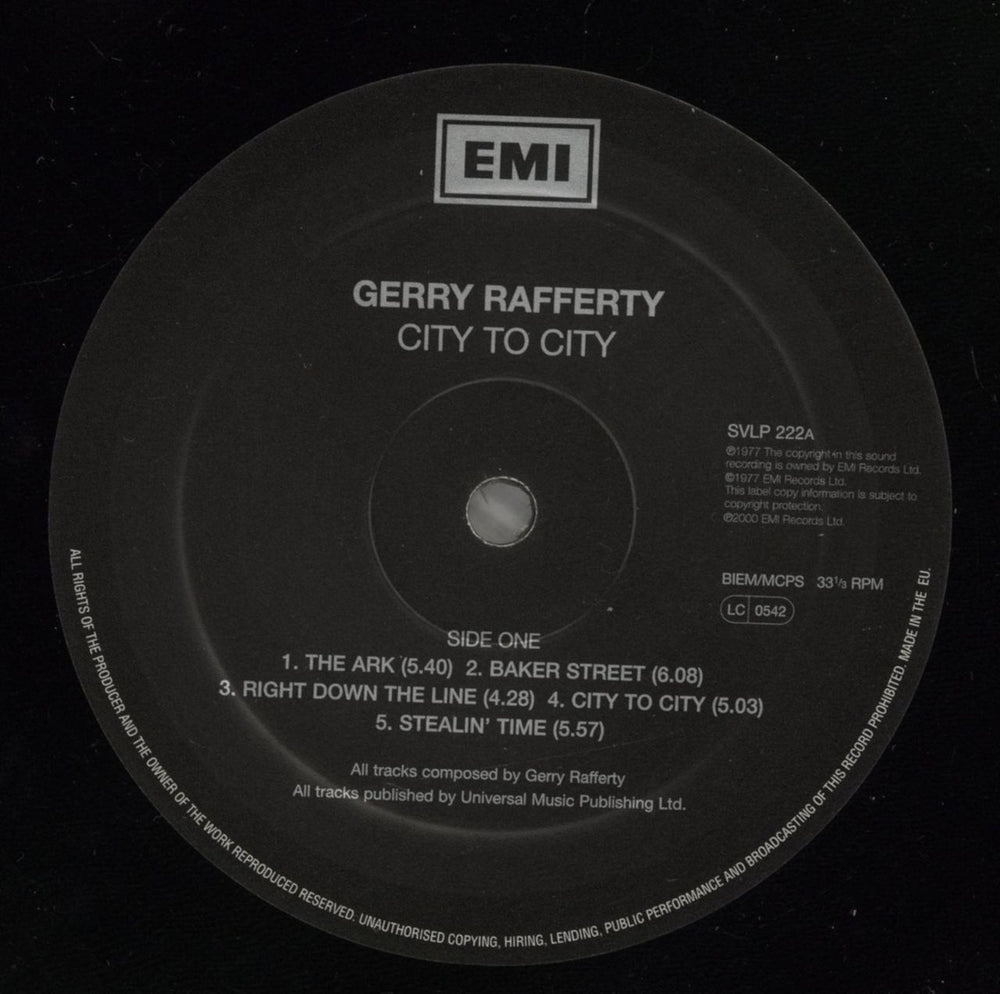 EMI
GERRY RAFFERTY
CITY TO CITY
SVLP 222A
℗1977 The copyright in this sound
recording is owned by EMI Records Ltd.
©1977 EMI Records Ltd.
This label copy information is subject to
copyright protection.
℗2000 EMI Records Ltd.
BIEM/MCPS 33⅓ RPM
LC 0542
SIDE ONE
1. THE ARK (5.40) 2. BAKER STREET (6.08)
3. RIGHT DOWN THE LINE (4.28) 4. CITY TO CITY (5.03)
5. STEALIN' TIME (5.57)
All tracks composed by Gerry Rafferty
All tracks published by Universal Music Publishing Ltd.
ALL RIGHTS OF THE PRODUCER AND THE OWNER OF THE WORK REPRODUCED RESERVED. UNAUTHORISED COPYING, HIRING, LENDING, PUBLIC PERFORMANCE AND BROADCASTING OF THIS RECORD PROHIBITED. MADE IN THE EU.